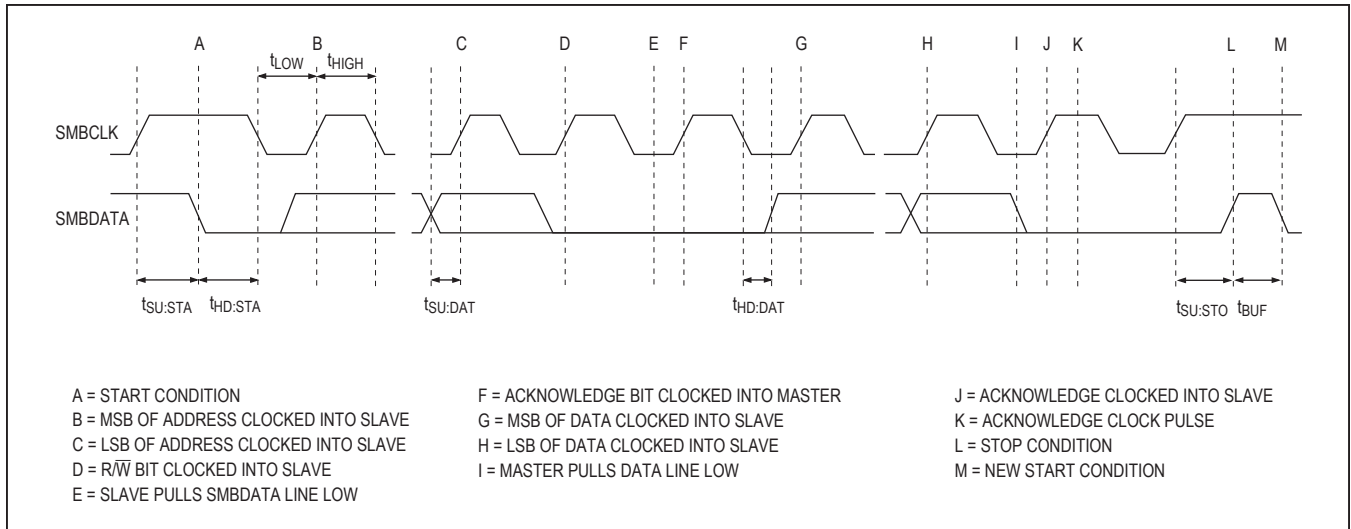 A B C D E F G H I J K L M
tLOW tHIGH
SMBCLK
SMBDATA
tSU:STA tHD:STA tSU:DAT tHD:DAT tSU:STO tBUF
A = START CONDITION
B = MSB OF ADDRESS CLOCKED INTO SLAVE
C = LSB OF ADDRESS CLOCKED INTO SLAVE
D = R/W̅ BIT CLOCKED INTO SLAVE
E = SLAVE PULLS SMBDATA LINE LOW
F = ACKNOWLEDGE BIT CLOCKED INTO MASTER
G = MSB OF DATA CLOCKED INTO SLAVE
H = LSB OF DATA CLOCKED INTO SLAVE
I = MASTER PULLS DATA LINE LOW
J = ACKNOWLEDGE CLOCKED INTO SLAVE
K = ACKNOWLEDGE CLOCK PULSE
L = STOP CONDITION
M = NEW START CONDITION